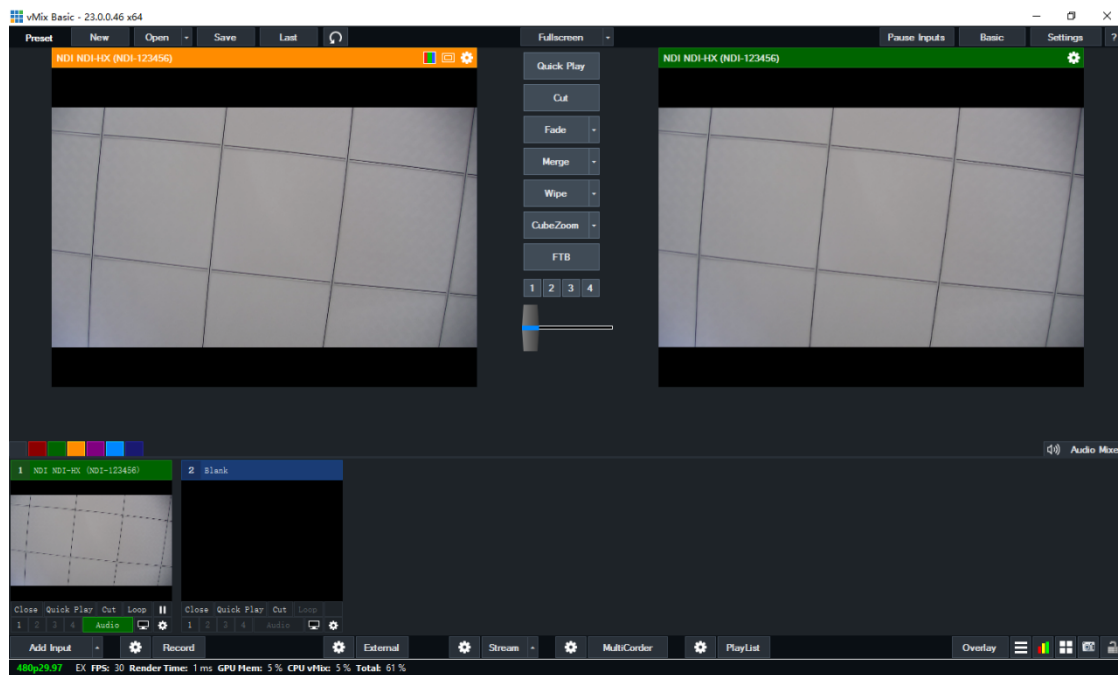 vMix Basic - 23.0.0.46 x64
Preset New Open Save Last Fullscreen Pause Inputs Basic Settings ?
NDI NDI-HX (NDI-123456) NDI NDI-HX (NDI-123456)
Quick Play
Cut
Fade
Merge
Wipe
CubeZoom
FTB
1 2 3 4
Audio Mixe
1 NDI NDI-HX (NDI-123456) 2 Blank
Close Quick Play Cut Loop Close Quick Play Cut Loop
1 2 3 4 Audio 1 2 3 4 Audio
Add Input Record External Stream MultiCorder PlayList Overlay
480p29.97 EX FPS: 30 Render Time: 1 ms GPU Mem: 5 % CPU vMix: 5 % Total: 61 %